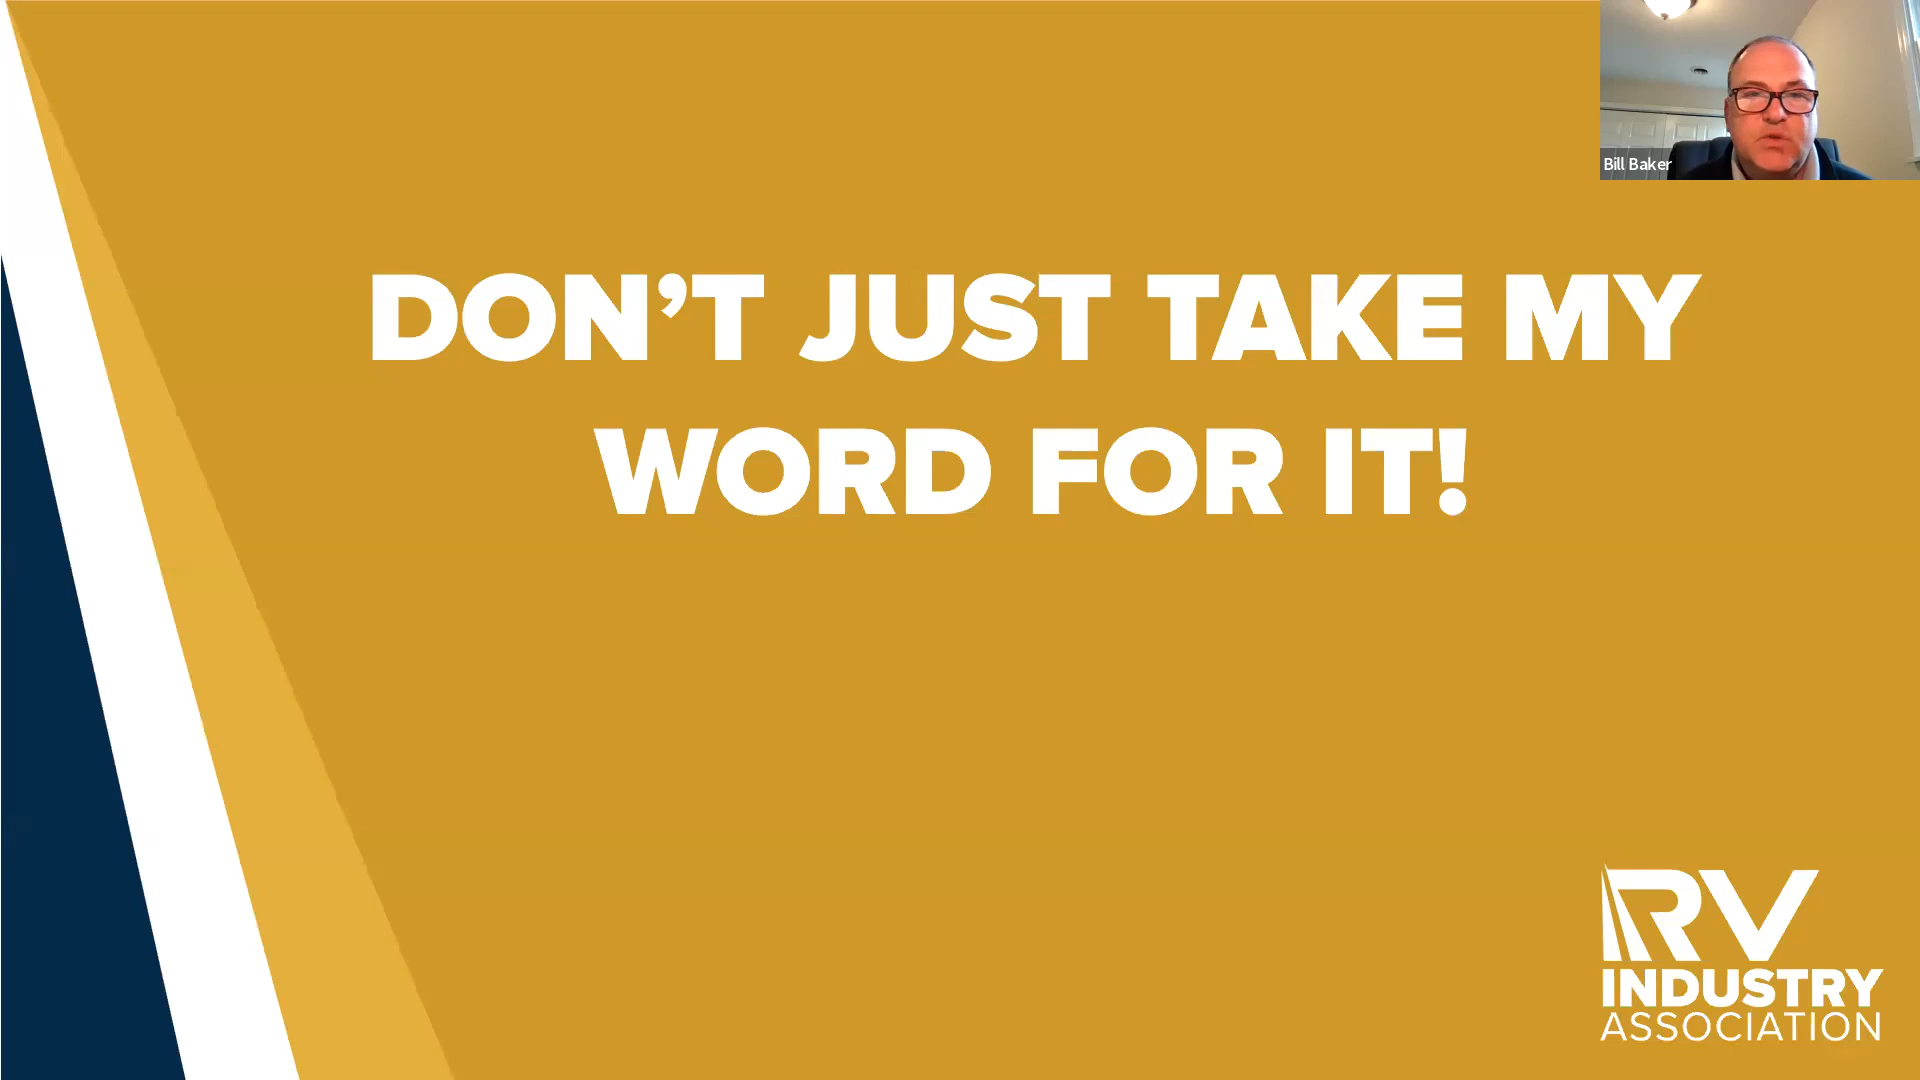 Bill Baker
DON’T JUST TAKE MY
WORD FOR IT!
RV
INDUSTRY
ASSOCIATION